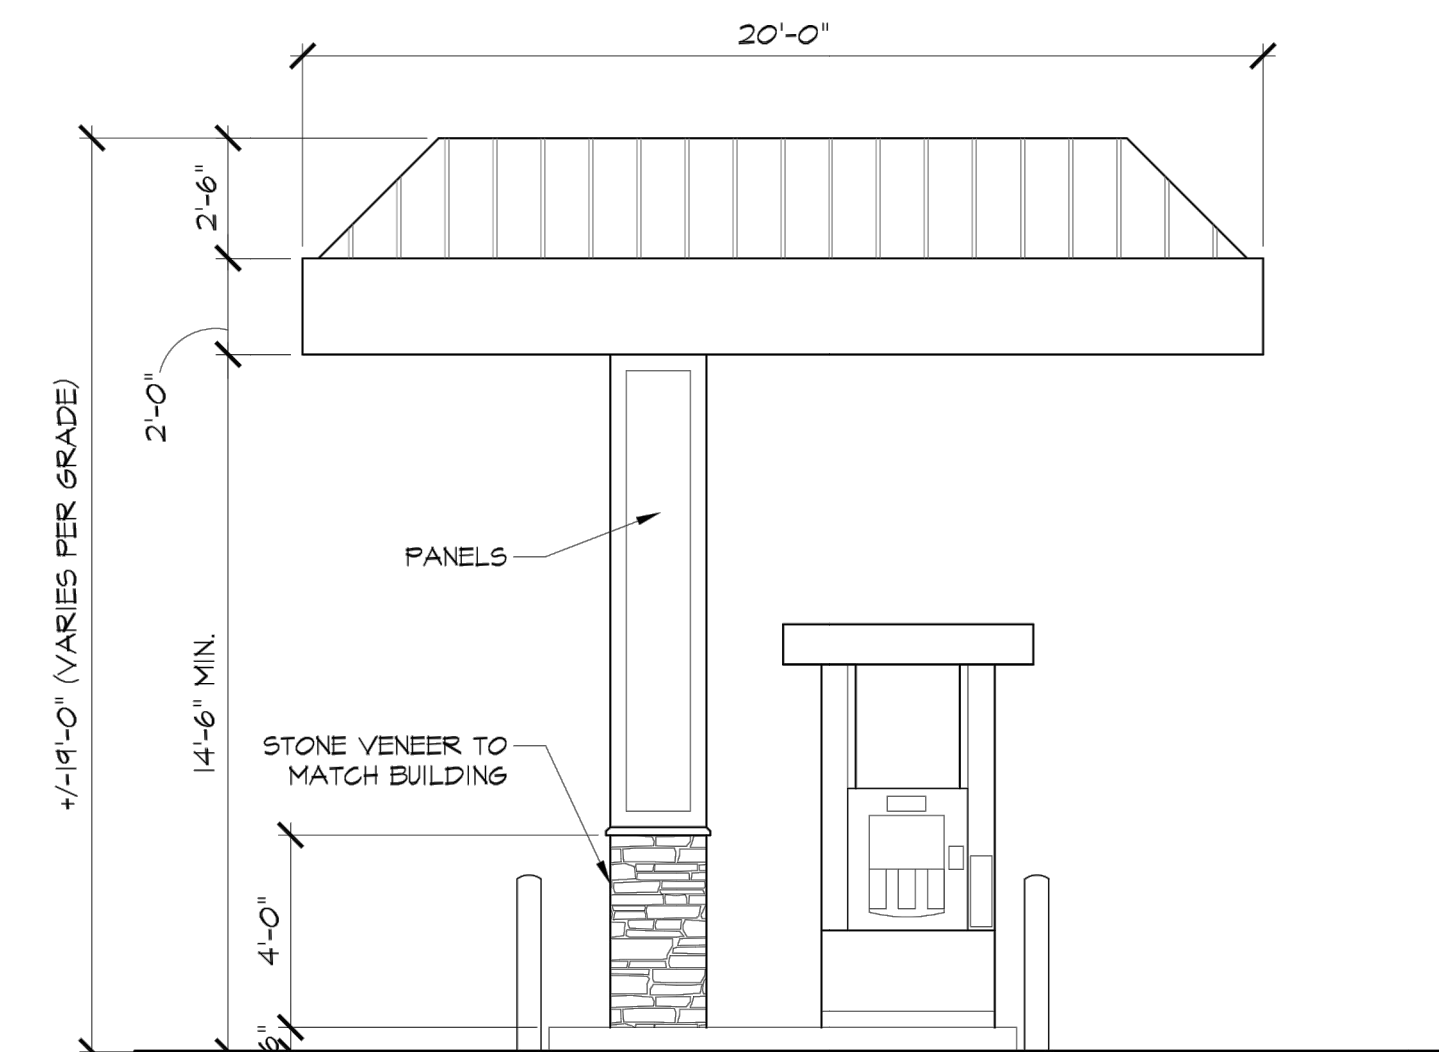 20'-0"
2'-6"
2'-0"
+/-19'-0" (VARIES PER GRADE)
PANELS
14'-6" MIN.
STONE VENEER TO
MATCH BUILDING
4'-0"
6"